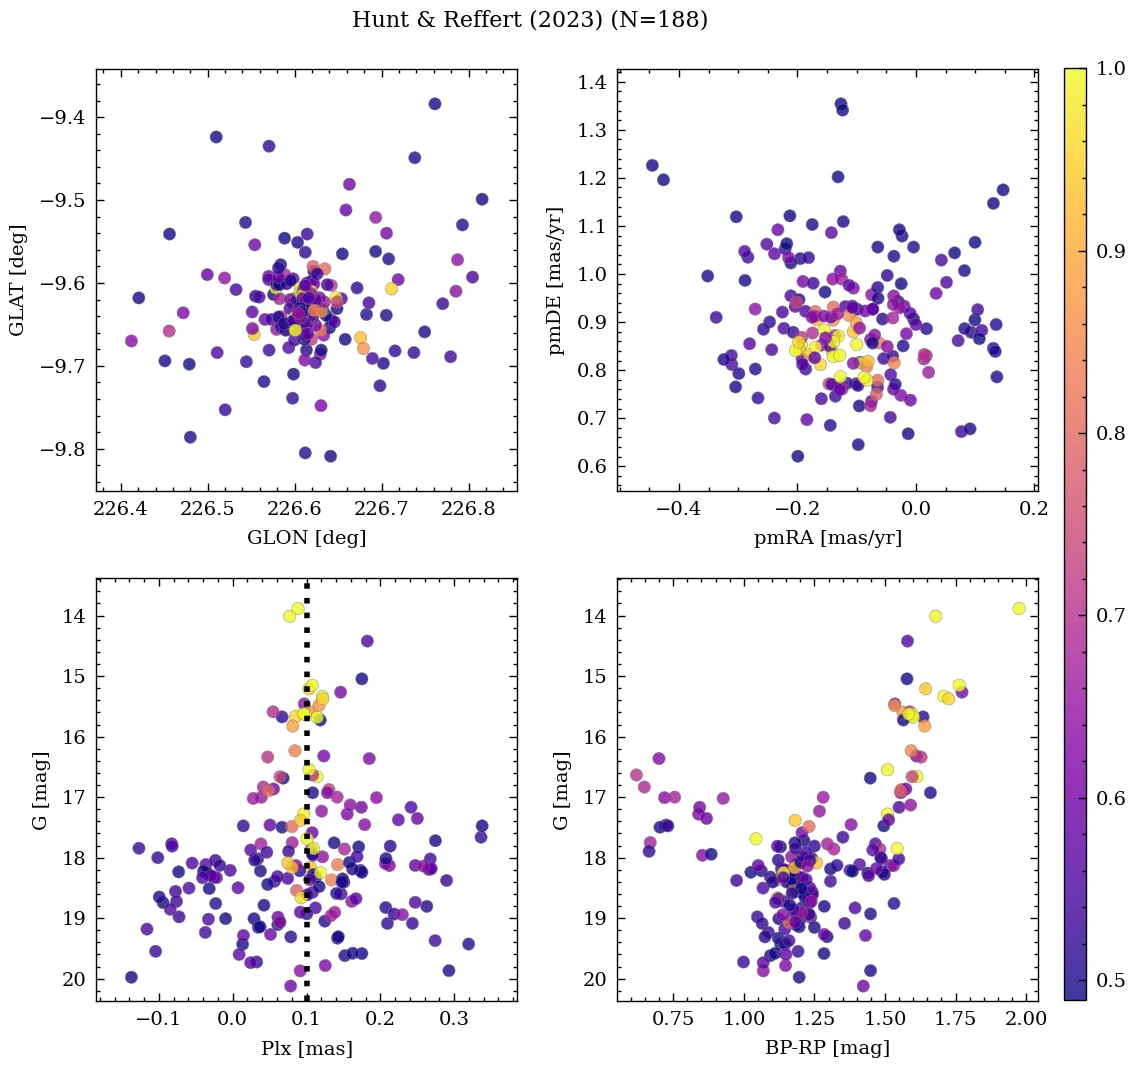 Hunt & Reffert (2023) (N=188)
−9.4
−9.5
−9.6
−9.7
−9.8
GLAT [deg]
226.4 226.5 226.6 226.7 226.8
GLON [deg]
1.4
1.3
1.2
1.1
1.0
0.9
0.8
0.7
0.6
pmDE [mas/yr]
−0.4 −0.2 0.0 0.2
pmRA [mas/yr]
14
15
16
17
18
19
20
G [mag]
−0.1 0.0 0.1 0.2 0.3
Plx [mas]
14
15
16
17
18
19
20
G [mag]
0.75 1.00 1.25 1.50 1.75 2.00
BP-RP [mag]
1.0
0.9
0.8
0.7
0.6
0.5